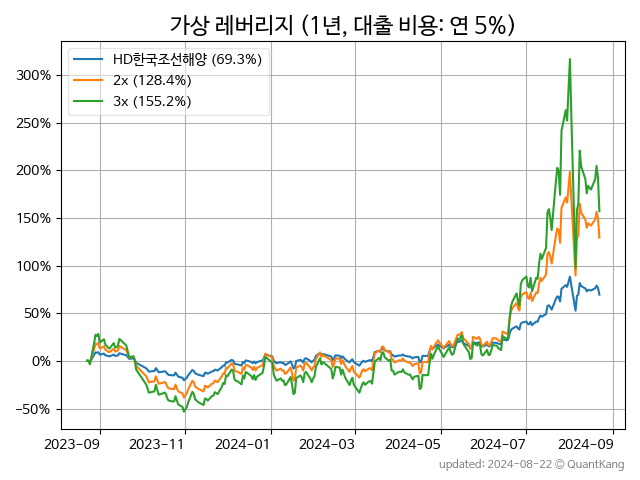 가상 레버리지 (1년, 대출 비용: 연 5%)
HD한국조선해양 (69.3%)
2x (128.4%)
3x (155.2%)
300%
250%
200%
150%
100%
50%
0%
−50%
2023-09 2023-11 2024-01 2024-03 2024-05 2024-07 2024-09
updated: 2024-08-22 © QuantKang